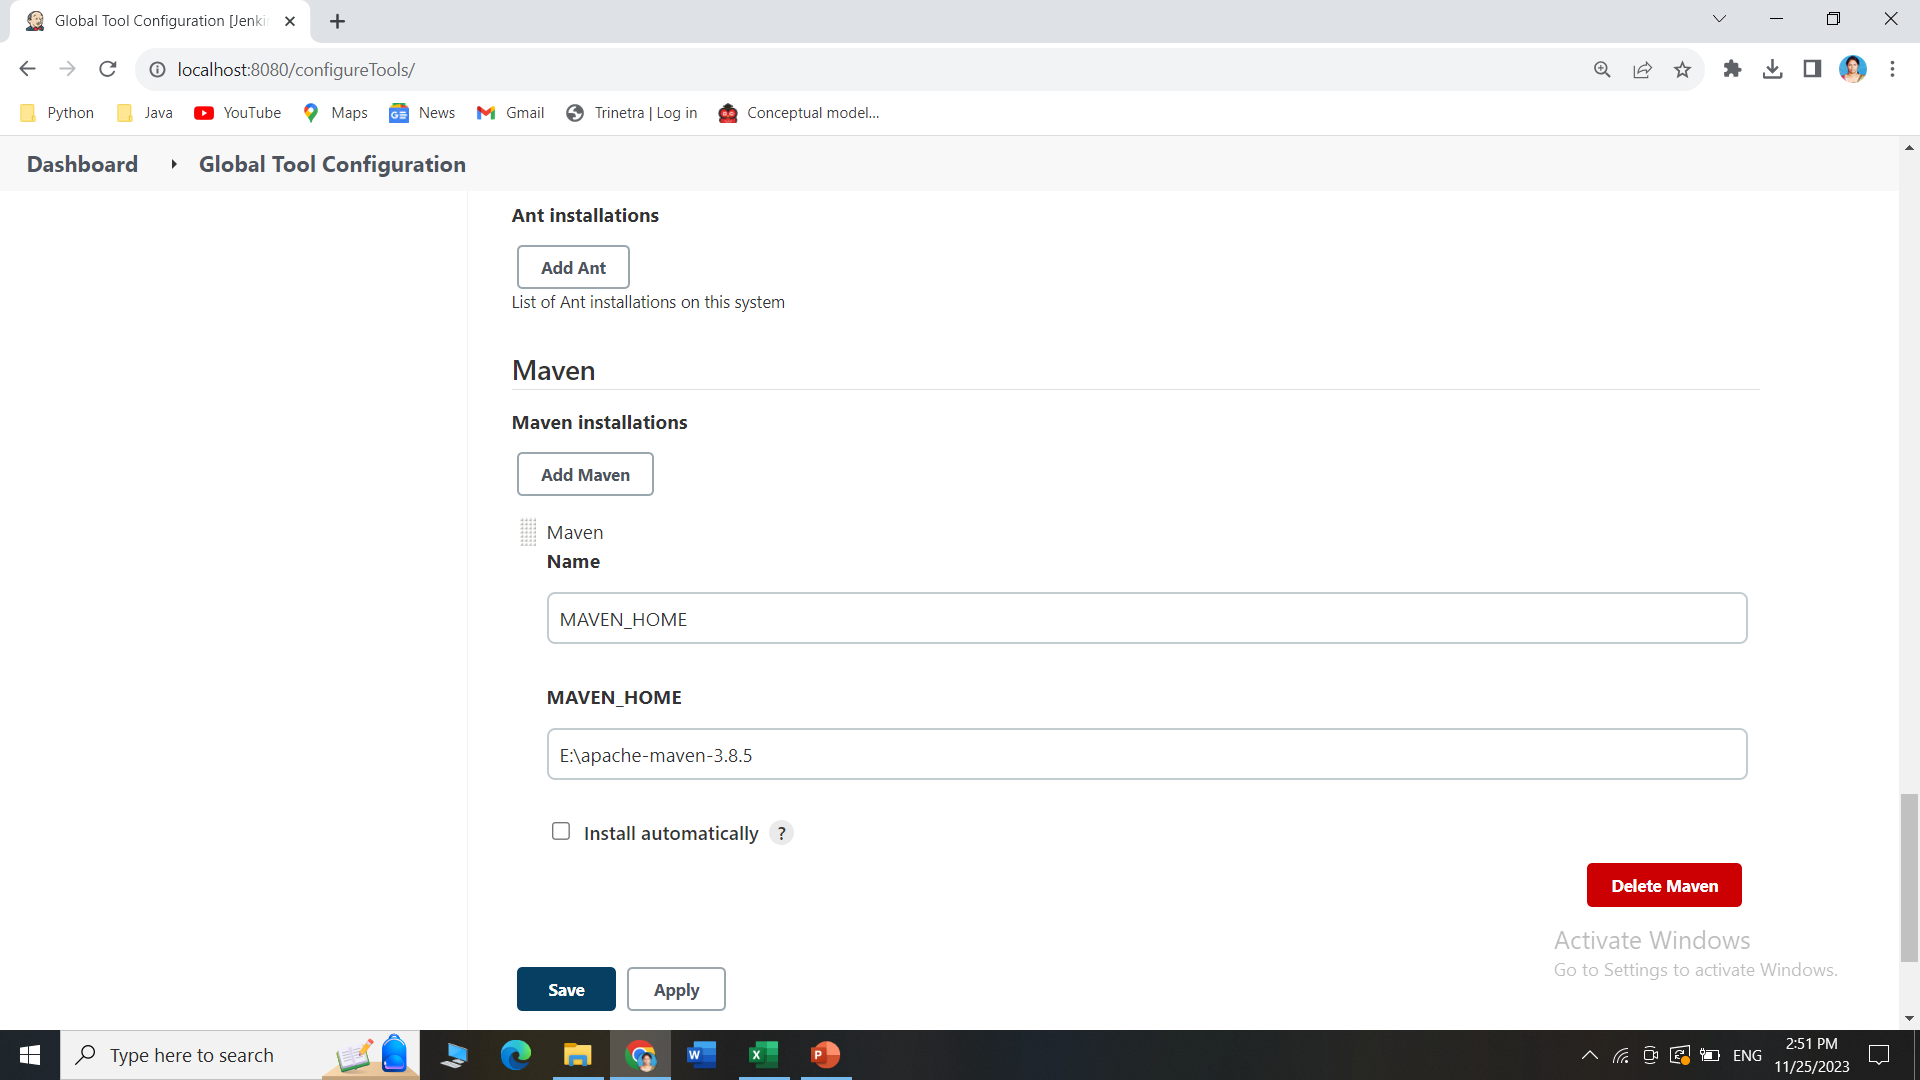 Global Tool Configuration [Jenki
localhost:8080/configureTools/
Python Java YouTube Maps News Gmail Trinetra | Log in Conceptual model...
Dashboard Global Tool Configuration
Ant installations
Add Ant
List of Ant installations on this system
Maven
Maven installations
Add Maven
Maven
Name
MAVEN_HOME
MAVEN_HOME
E:\apache-maven-3.8.5
Install automatically ?
Delete Maven
Activate Windows
Go to Settings to activate Windows.
Save Apply
Type here to search
ENG
2:51 PM
11/25/2023